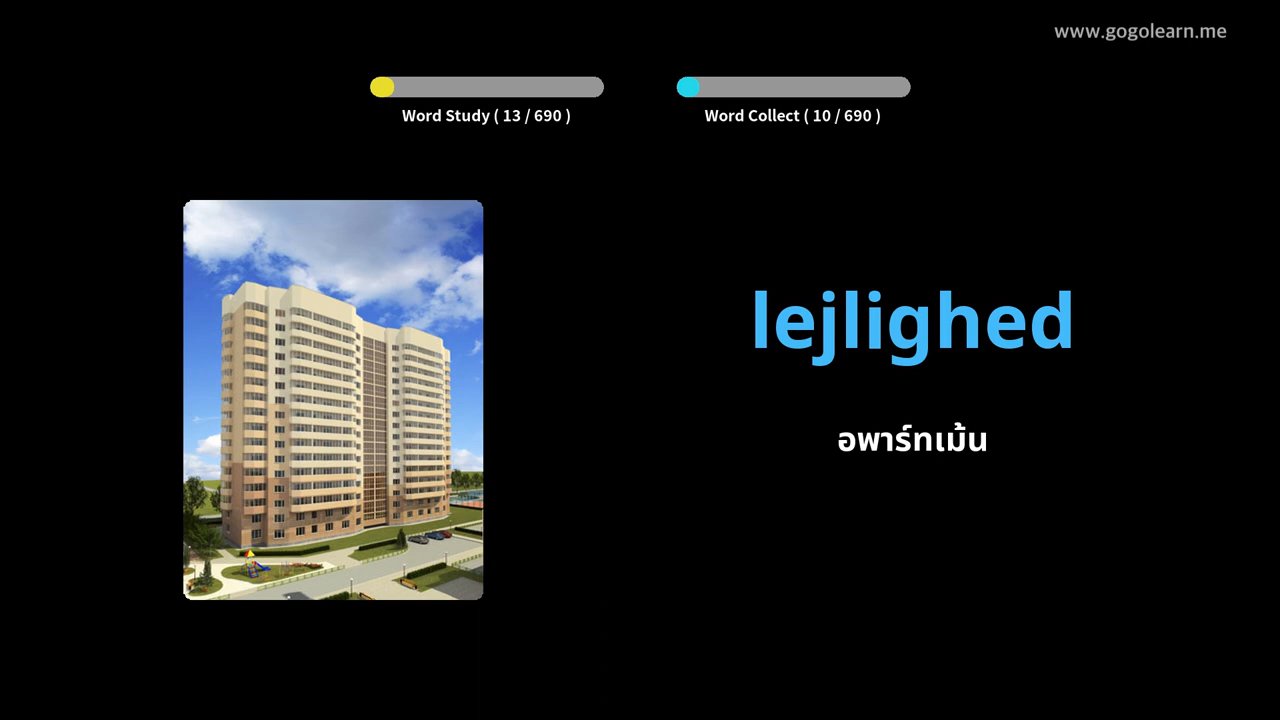 www.gogolearn.me
Word Study ( 13 / 690 )
Word Collect ( 10 / 690 )
lejlighed
อพาร์ทเม้น